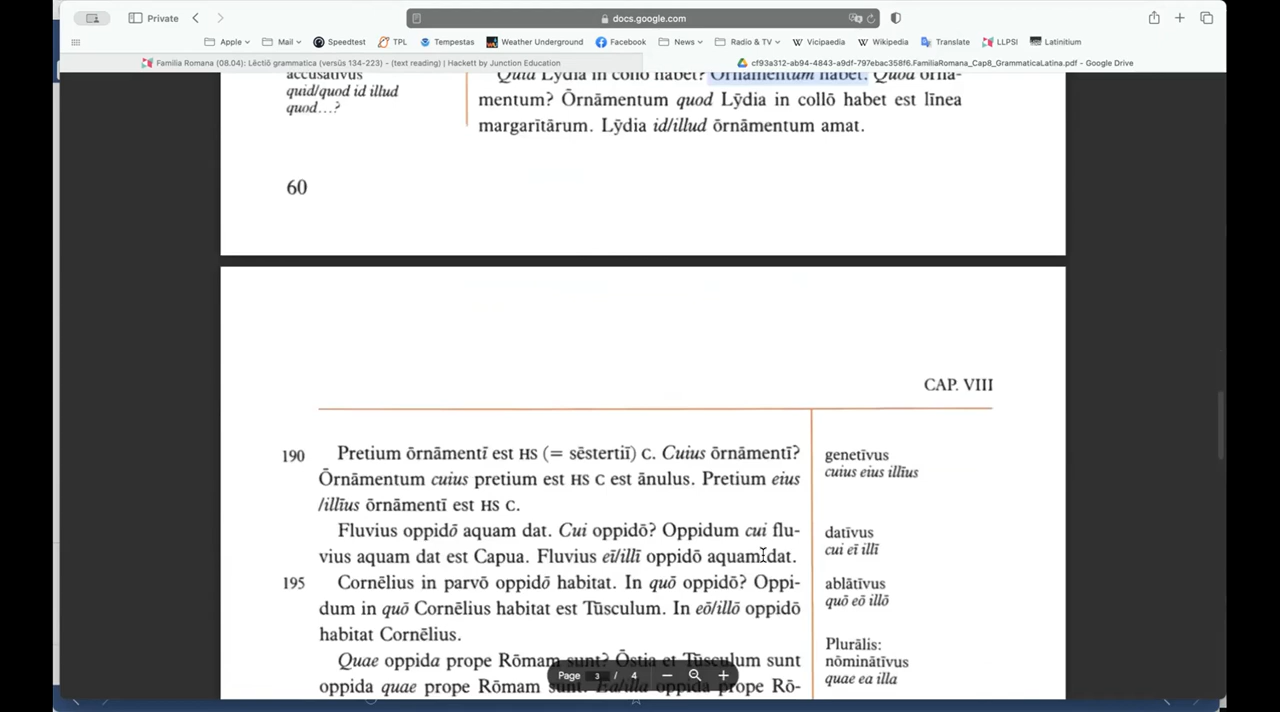 Private
docs.google.com
Apple
Mail
Speedtest
TPL
Tempestas
Weather Underground
Facebook
News
Radio & TV
Vicipaedia
Wikipedia
Translate
LLPSI
Latinitium
Familia Romana (08.04): Lēctiō grammatica (versūs 134-223) - (text reading) | Hackett by Junction Education
cf93a312-ab94-4843-a9df-797ebac358f6.FamiliaRomana_Cap8_GrammaticaLatina.pdf - Google Drive
accusātīvus
quid/quod id illud
quod...?
Quid Lȳdia in collō habet? Ōrnāmentum habet. Quod ōrnā-
mentum? Ōrnāmentum quod Lȳdia in collō habet est līnea
margarītārum. Lȳdia id/illud ōrnāmentum amat.
60
CAP. VIII
190 Pretium ōrnāmentī est HS (= sēstertiī) C. Cuius ōrnāmentī?
Ōrnāmentum cuius pretium est HS C est ānulus. Pretium eius
/illīus ōrnāmentī est HS C.
Fluvius oppidō aquam dat. Cui oppidō? Oppidum cui flu-
vius aquam dat est Capua. Fluvius eī/illī oppidō aquam dat.
195 Cornēlius in parvō oppidō habitat. In quō oppidō? Oppi-
dum in quō Cornēlius habitat est Tūsculum. In eō/illō oppidō
habitat Cornēlius.
Quae oppida prope Rōmam sunt? Ōstia et Tūsculum sunt
oppida quae prope Rōmam sunt. Ea/illa oppida prope Rō-
genetīvus
cuius eius illīus
datīvus
cui eī illī
ablātīvus
quō eō illō
Plurālis:
nōminātīvus
quae ea illa
Page 3 / 4